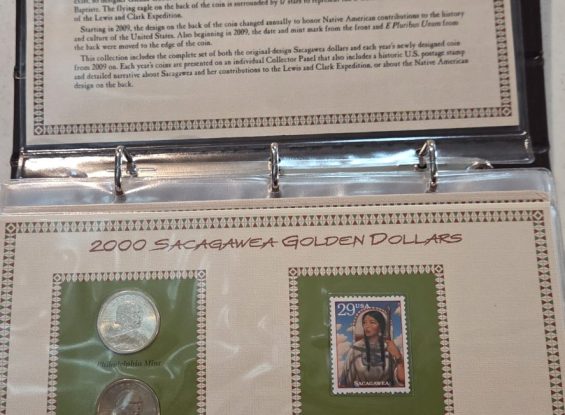 Baptiste. The flying eagle on the back of the coin is surrounded by 17 stars to represent
of the Lewis and Clark Expedition.
Starting in 2009, the design on the back of the coin changed annually to honor Native American contributions to the history
and culture of the United States. Also beginning in 2009, the date and mint mark from the front and E Pluribus Unum from
the back were moved to the edge of the coin.
This collection includes the complete set of both the original-design Sacagawea dollars and each year's newly designed coin
from 2009 on. Each year's coins are presented on an individual Collector Panel that also includes a historic U.S. postage stamp
and detailed narrative about Sacagawea and her contributions to the Lewis and Clark Expedition, or about the Native American
design on the back.
2000 SACAGAWEA GOLDEN DOLLARS
Philadelphia Mint
29 USA
SACAGAWEA